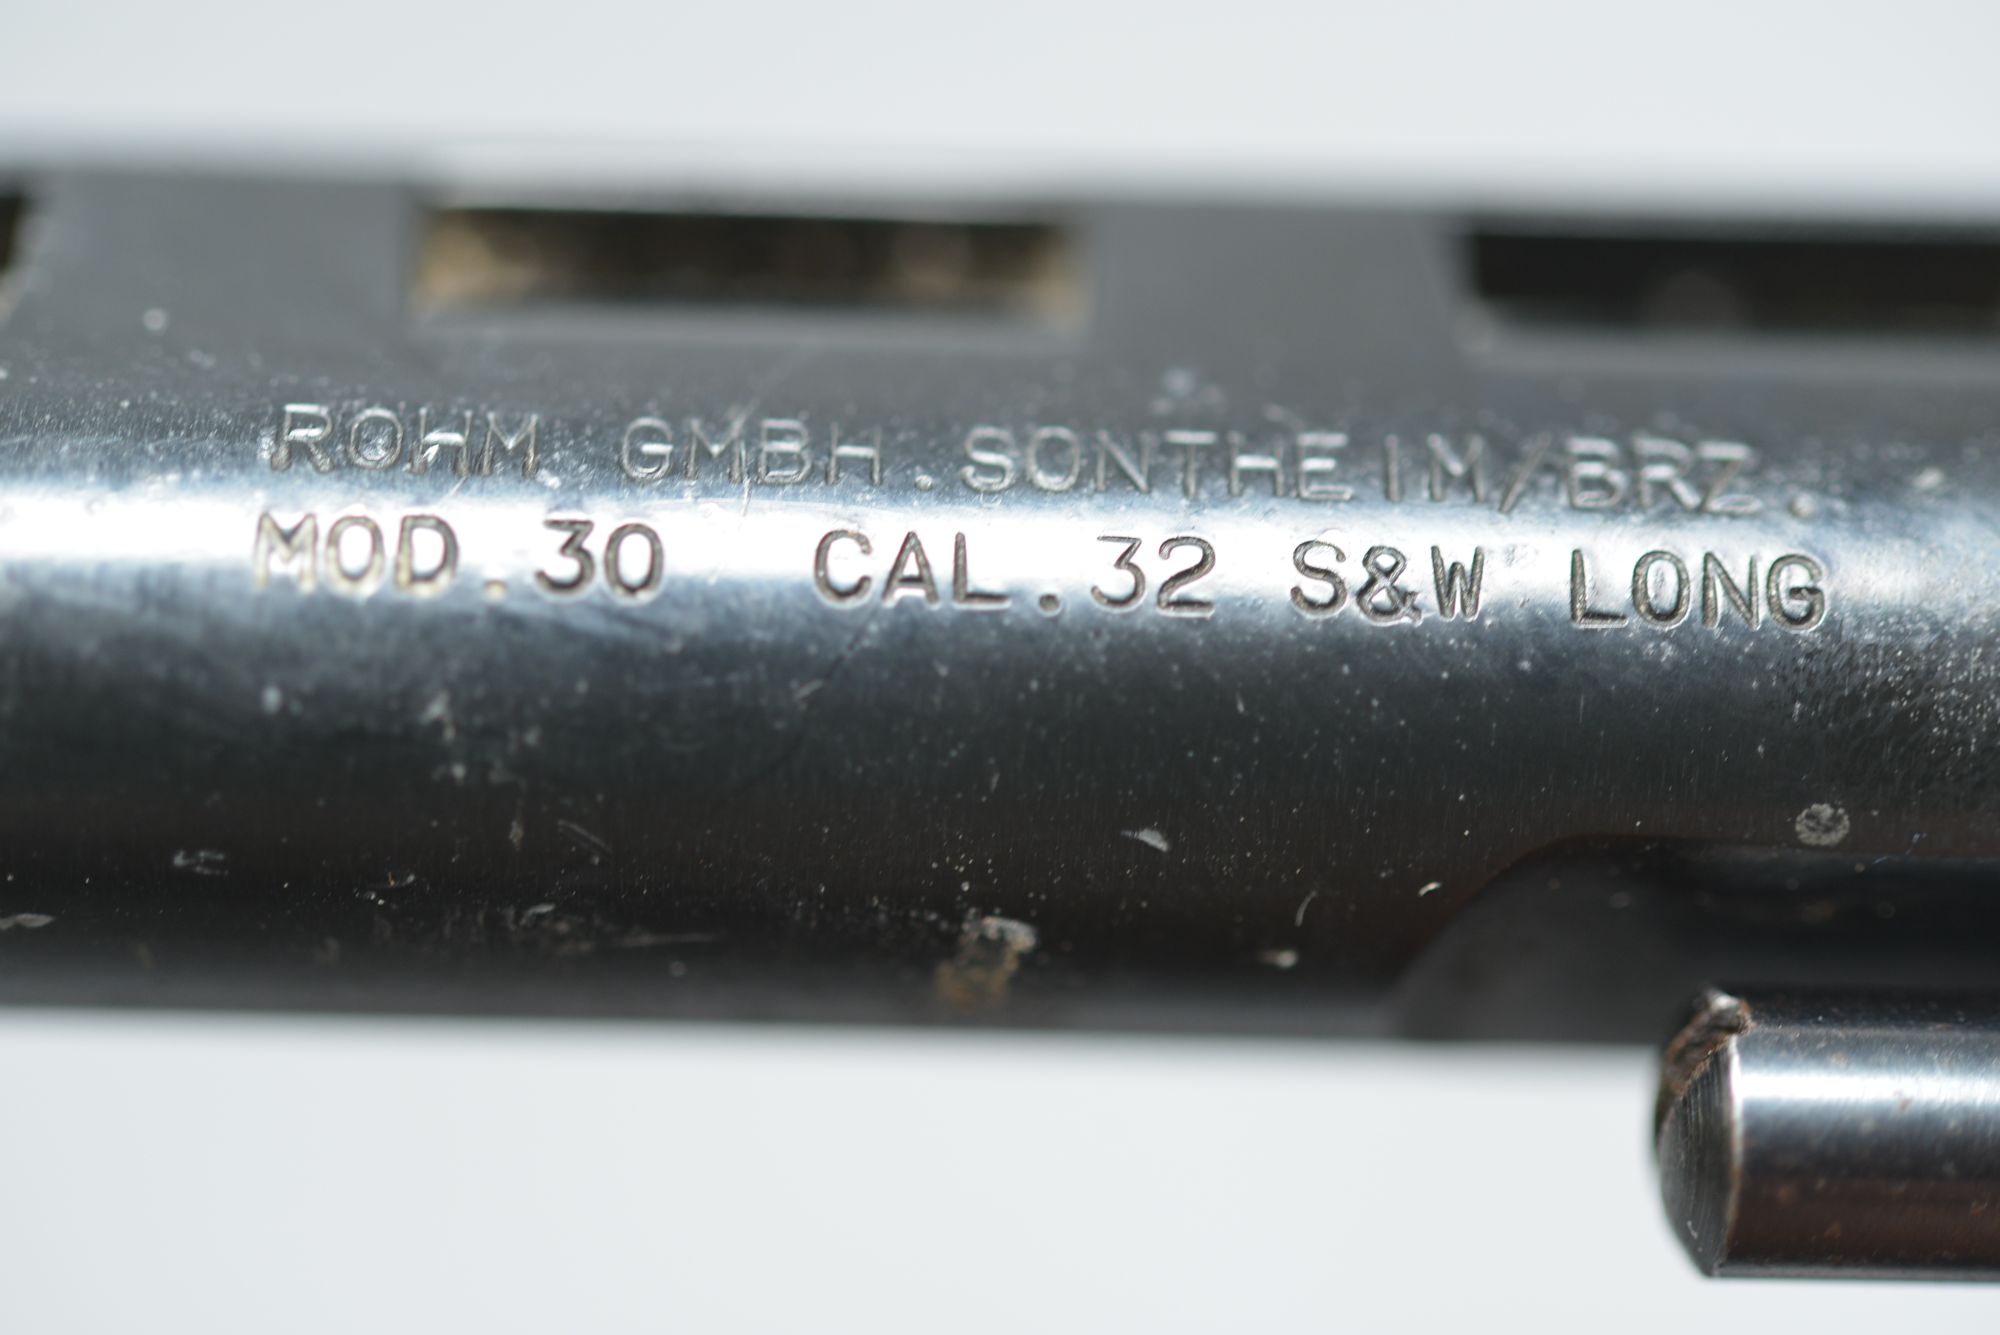 ROHM GMBH.SONTHEIM/BRZ.
MOD.30 CAL.32 S&W LONG